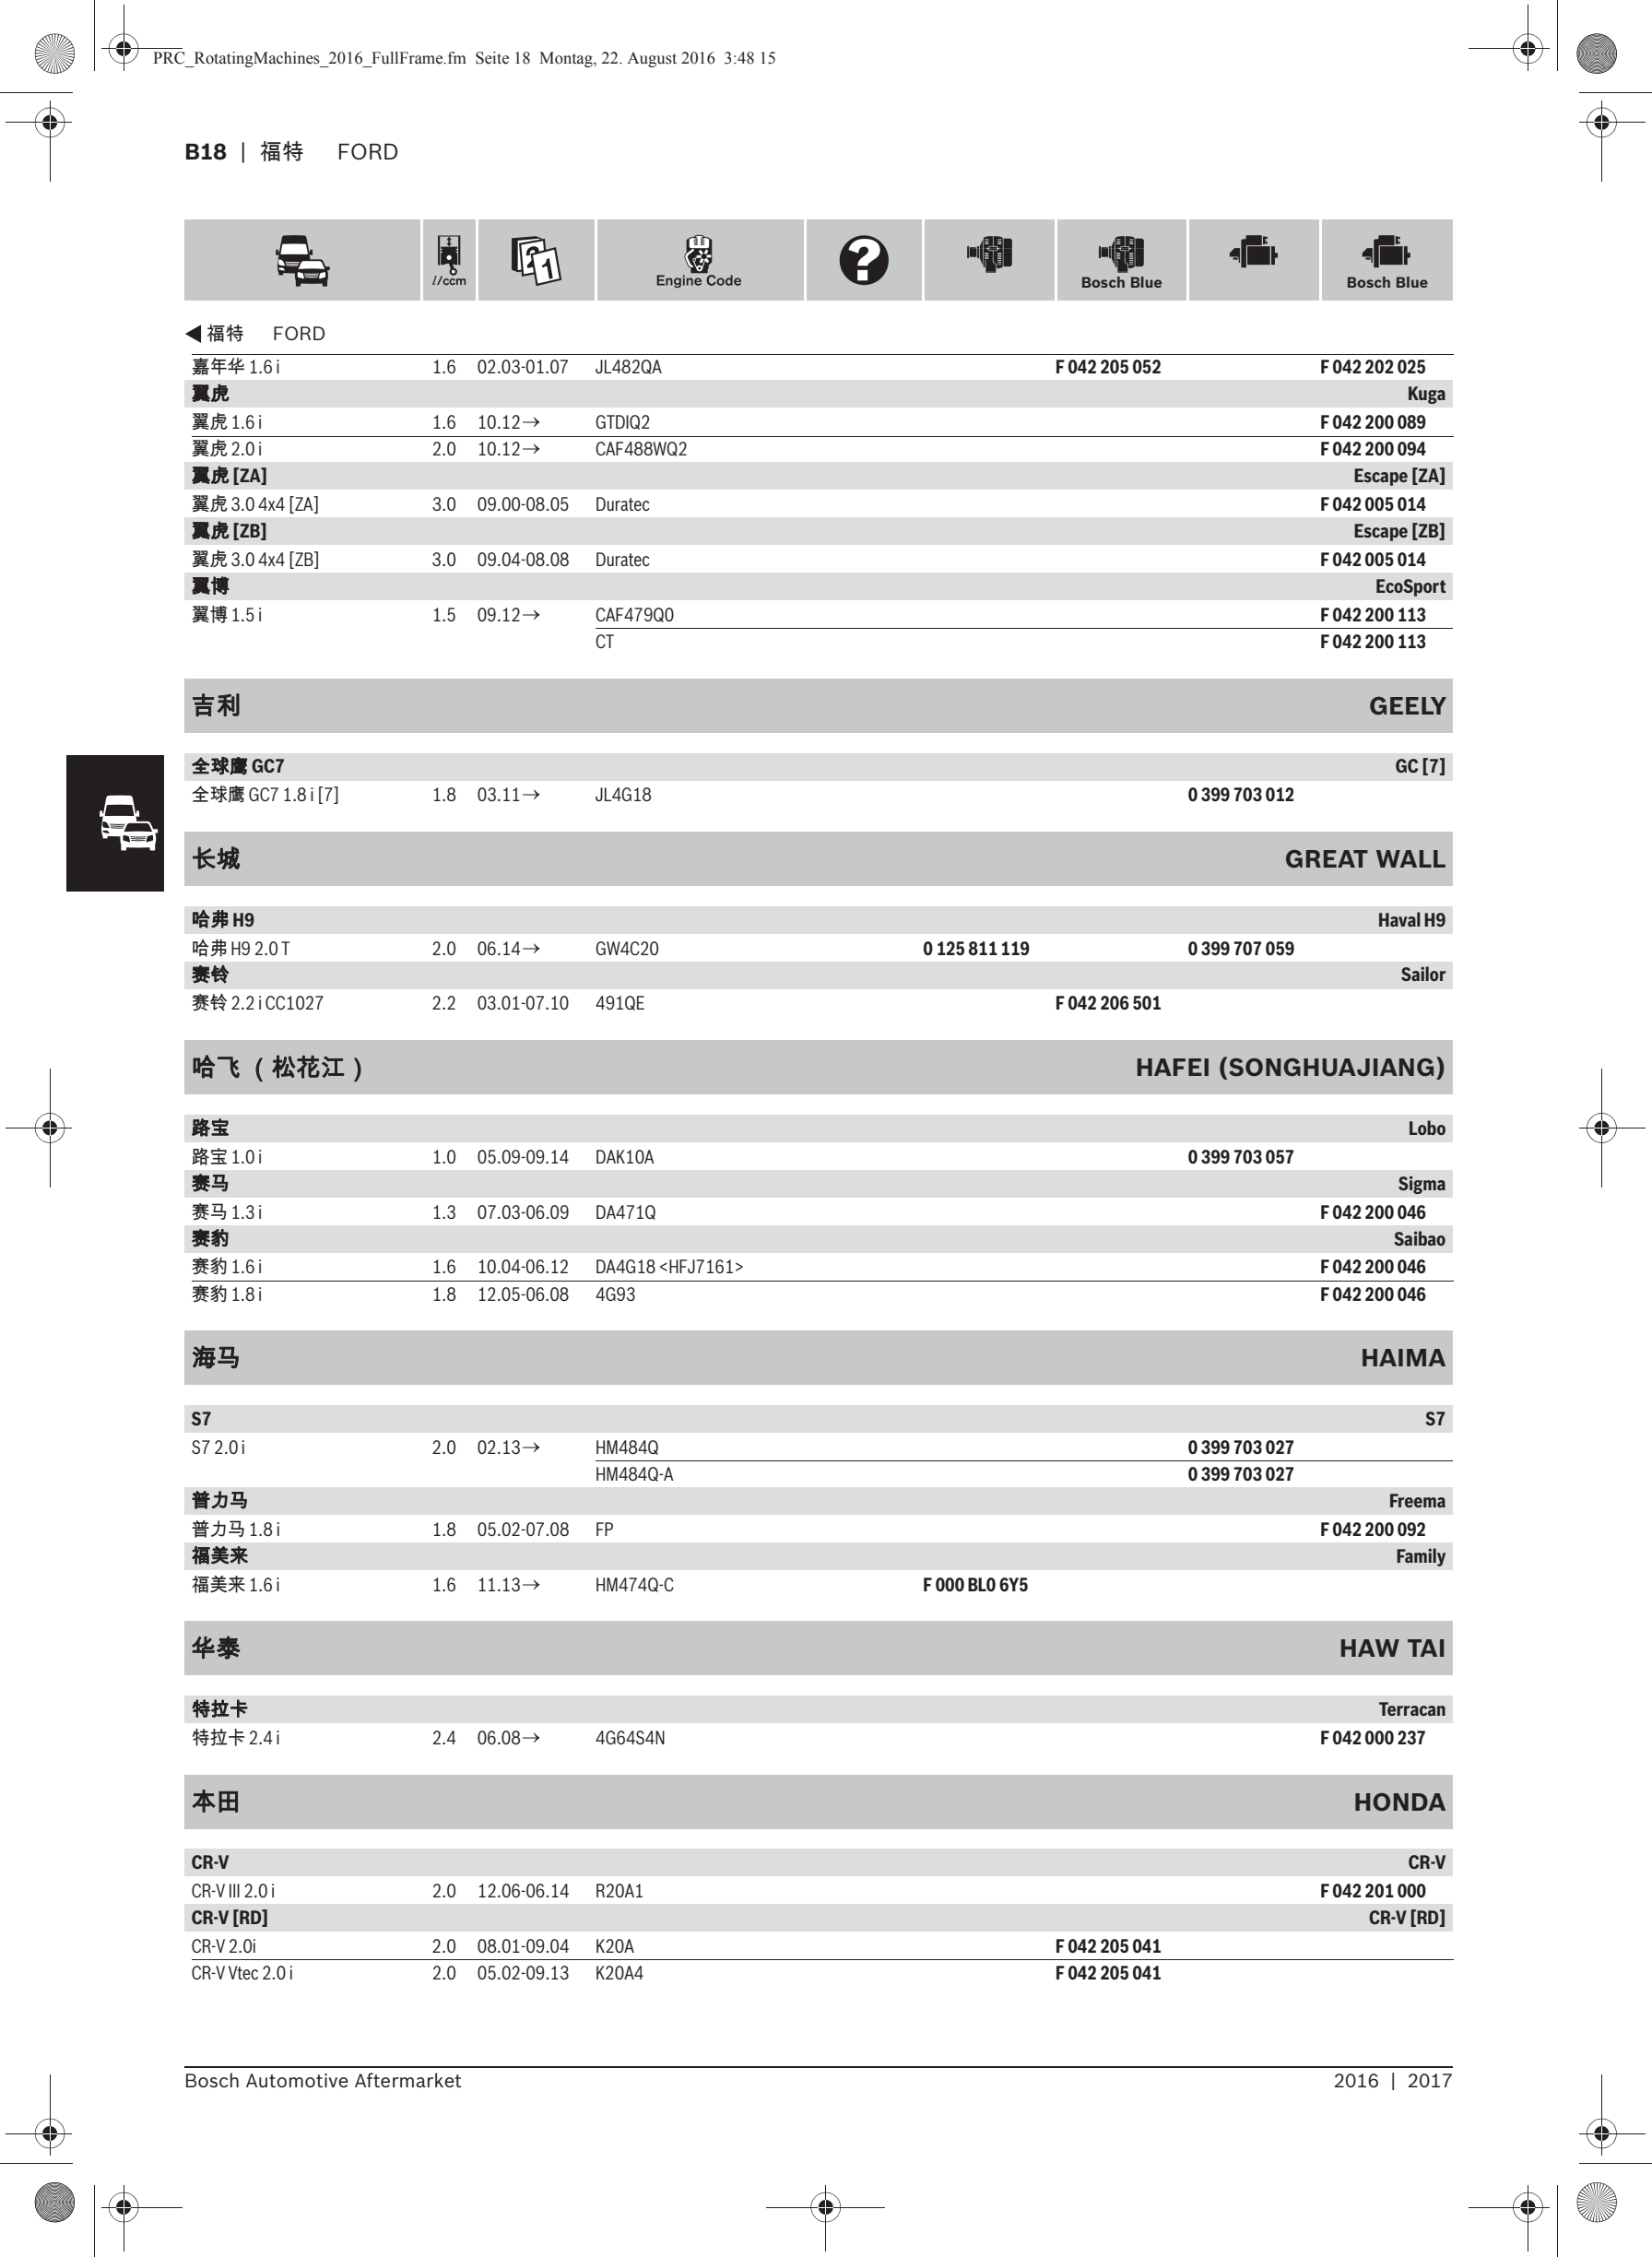 PRC_RotatingMachines_2016_FullFrame.fm Seite 18 Montag, 22. August 2016 3:48 15
B18 | 福特 FORD
l/ccm Engine Code Bosch Blue Bosch Blue
福特 FORD
嘉年华 1.6 i 1.6 02.03-01.07 JL482QA F 042 205 052 F 042 202 025
翼虎 Kuga
翼虎 1.6 i 1.6 10.12→ GTDIQ2 F 042 200 089
翼虎 2.0 i 2.0 10.12→ CAF488WQ2 F 042 200 094
翼虎 [ZA] Escape [ZA]
翼虎 3.0 4x4 [ZA] 3.0 09.00-08.05 Duratec F 042 005 014
翼虎 [ZB] Escape [ZB]
翼虎 3.0 4x4 [ZB] 3.0 09.04-08.08 Duratec F 042 005 014
翼博 EcoSport
翼博 1.5 i 1.5 09.12→ CAF479Q0 F 042 200 113
CT F 042 200 113
吉利 GEELY
全球鹰 GC7 GC [7]
全球鹰 GC7 1.8 i [7] 1.8 03.11→ JL4G18 0 399 703 012
长城 GREAT WALL
哈弗 H9 Haval H9
哈弗 H9 2.0 T 2.0 06.14→ GW4C20 0 125 811 119 0 399 707 059
赛铃 Sailor
赛铃 2.2 i CC1027 2.2 03.01-07.10 491QE F 042 206 501
哈飞 ( 松花江 ) HAFEI (SONGHUAJIANG)
路宝 Lobo
路宝 1.0 i 1.0 05.09-09.14 DAK10A 0 399 703 057
赛马 Sigma
赛马 1.3 i 1.3 07.03-06.09 DA471Q F 042 200 046
赛豹 Saibao
赛豹 1.6 i 1.6 10.04-06.12 DA4G18 <HFJ7161> F 042 200 046
赛豹 1.8 i 1.8 12.05-06.08 4G93 F 042 200 046
海马 HAIMA
S7 S7
S7 2.0 i 2.0 02.13→ HM484Q 0 399 703 027
HM484Q-A 0 399 703 027
普力马 Freema
普力马 1.8 i 1.8 05.02-07.08 FP F 042 200 092
福美来 Family
福美来 1.6 i 1.6 11.13→ HM474Q-C F 000 BL0 6Y5
华泰 HAW TAI
特拉卡 Terracan
特拉卡 2.4 i 2.4 06.08→ 4G64S4N F 042 000 237
本田 HONDA
CR-V CR-V
CR-V III 2.0 i 2.0 12.06-06.14 R20A1 F 042 201 000
CR-V [RD] CR-V [RD]
CR-V 2.0i 2.0 08.01-09.04 K20A F 042 205 041
CR-V Vtec 2.0 i 2.0 05.02-09.13 K20A4 F 042 205 041
Bosch Automotive Aftermarket 2016 | 2017